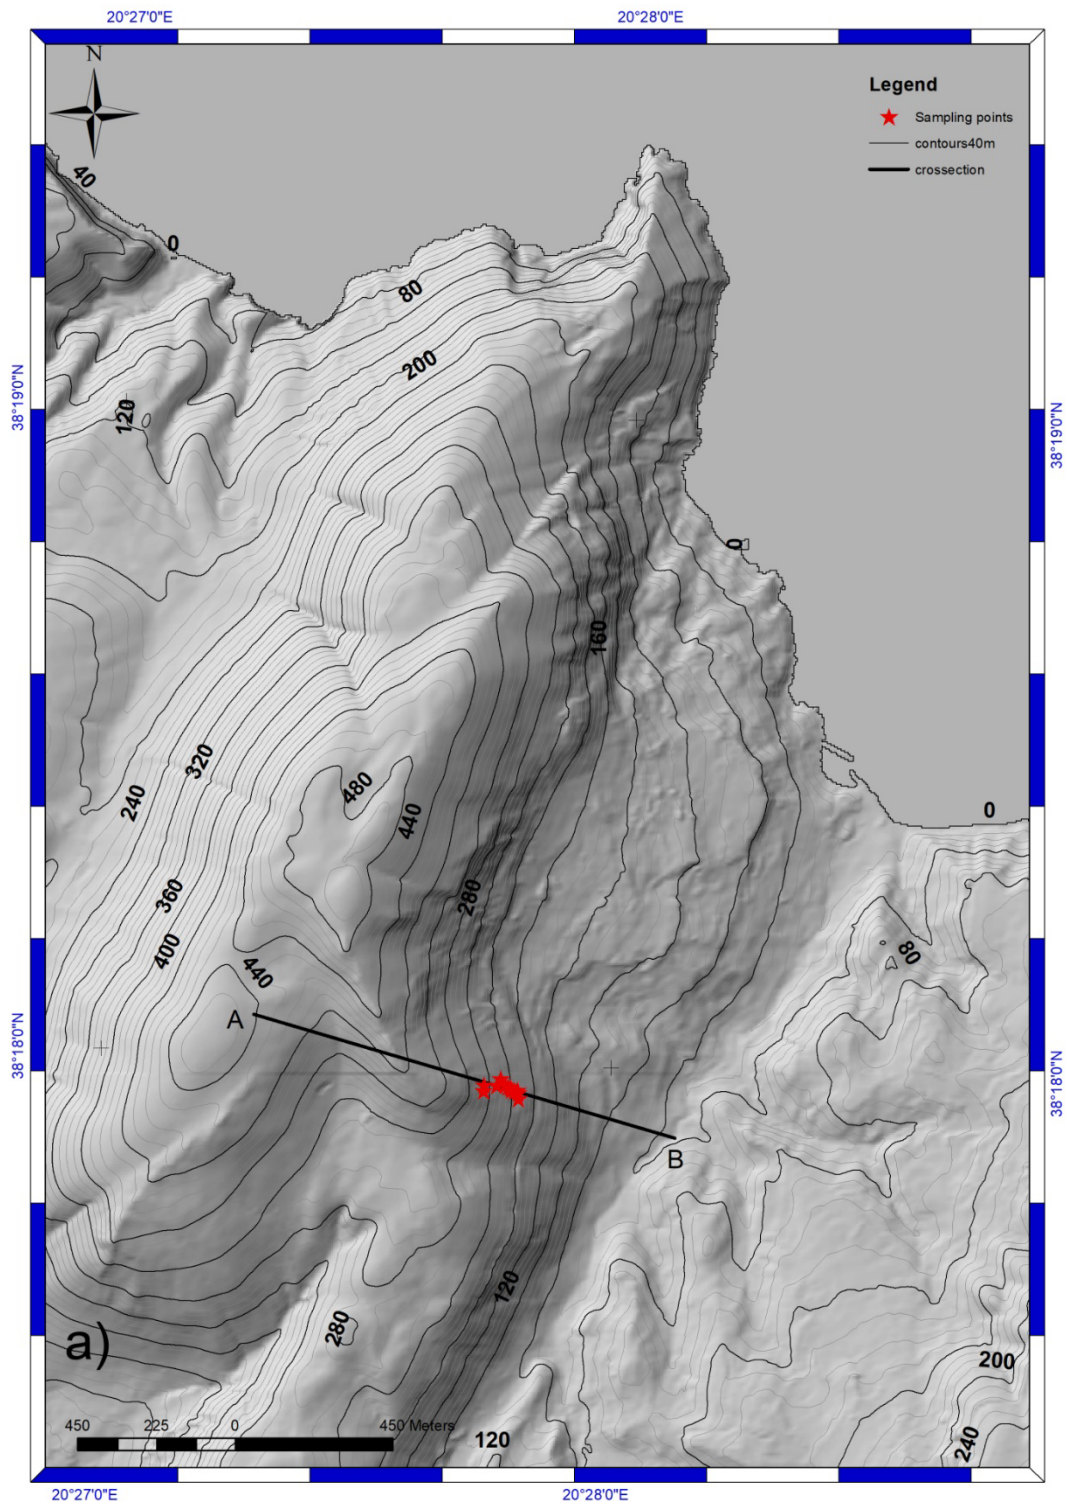 20°27'0"E
20°28'0"E
N
Legend
Sampling points
contours40m
crossection
40
0
80
200
38°19'0"N
38°19'0"N
120
0
160
320
480
240
440
0
280
360
400
80
440
A
38°18'0"N
38°18'0"N
B
120
280
a)
200
450
225
0
450 Meters
120
240
20°27'0"E
20°28'0"E